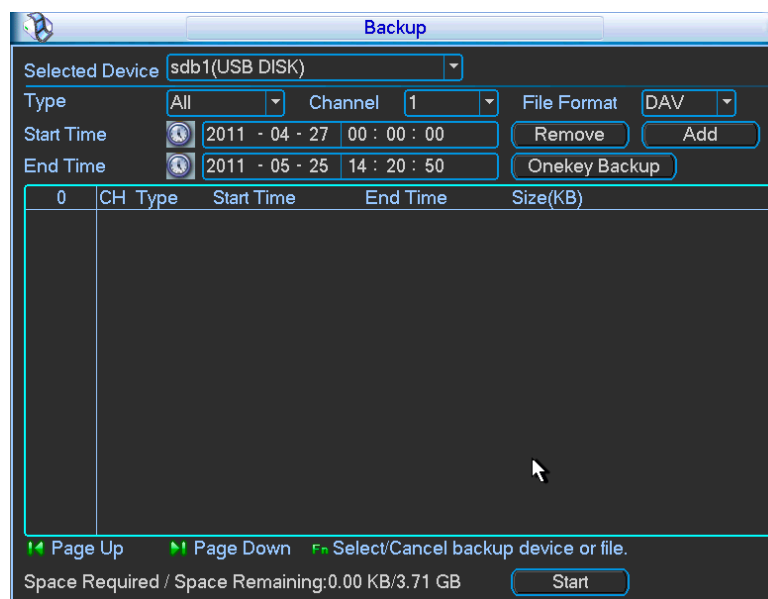 Backup
Selected Device sdb1(USB DISK)
Type All Channel 1 File Format DAV
Start Time 2011 - 04 - 27 00 : 00 : 00 Remove Add
End Time 2011 - 05 - 25 14 : 20 : 50 Onekey Backup
0 CH Type Start Time End Time Size(KB)
Page Up Page Down Fn Select/Cancel backup device or file.
Space Required / Space Remaining:0.00 KB/3.71 GB Start